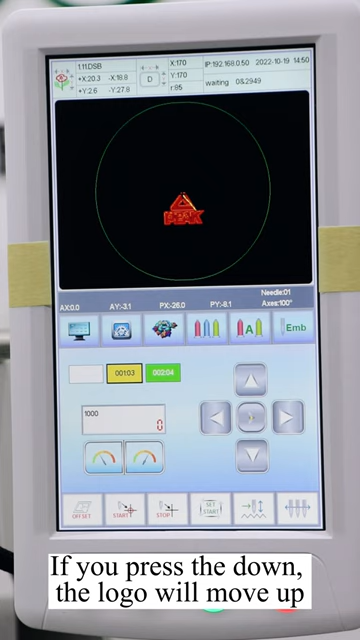 1.11.DSB
+X:20.3 -X:18.8
+Y:2.6 -Y:27.8
D
X:170
Y:170
r:85
IP:192.168.0.50 2022-10-19 14:50
waiting 0&2949
PEAK
Needle:01
AX:0.0 AY:-3.1 PX:-26.0 PY:-8.1 Axes:100°
A
Emb
001:03 002:04
1000
0
OFFSET START STOP SET START
If you press the down,
the logo will move up